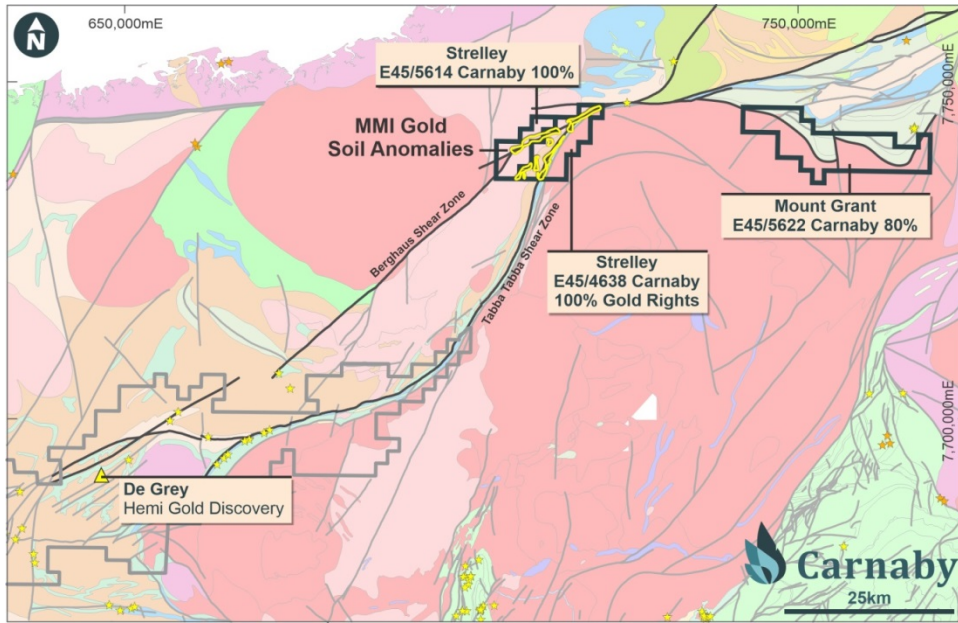 650,000mE
750,000mE
N
Strelley
E45/5614 Carnaby 100%
7,750,000mE
MMI Gold
Soil Anomalies
Mount Grant
E45/5622 Carnaby 80%
Berghaus Shear Zone
Strelley
E45/4638 Carnaby
100% Gold Rights
Tabba Tabba Shear Zone
7,700,000mE
De Grey
Hemi Gold Discovery
Carnaby
25km